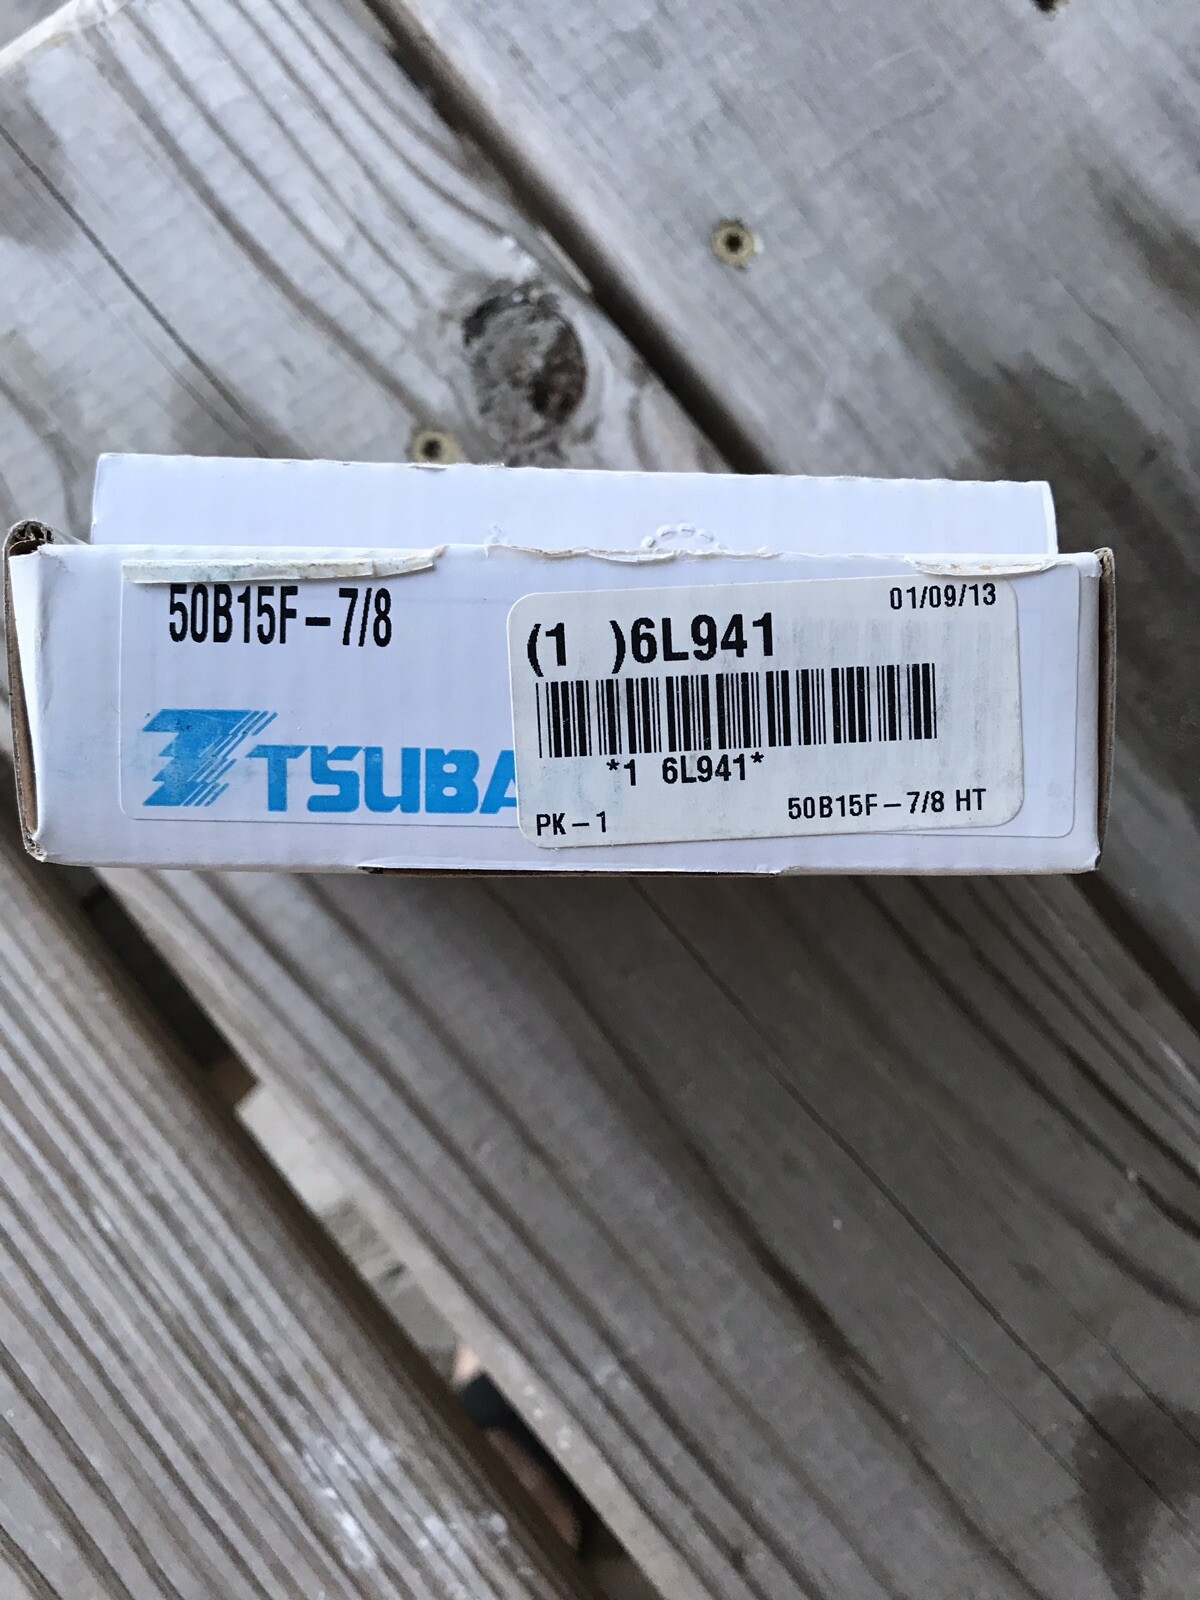 50B15F-7/8
TSUBA
01/09/13
(1 )6L941
*1 6L941*
PK-1
50B15F-7/8 HT